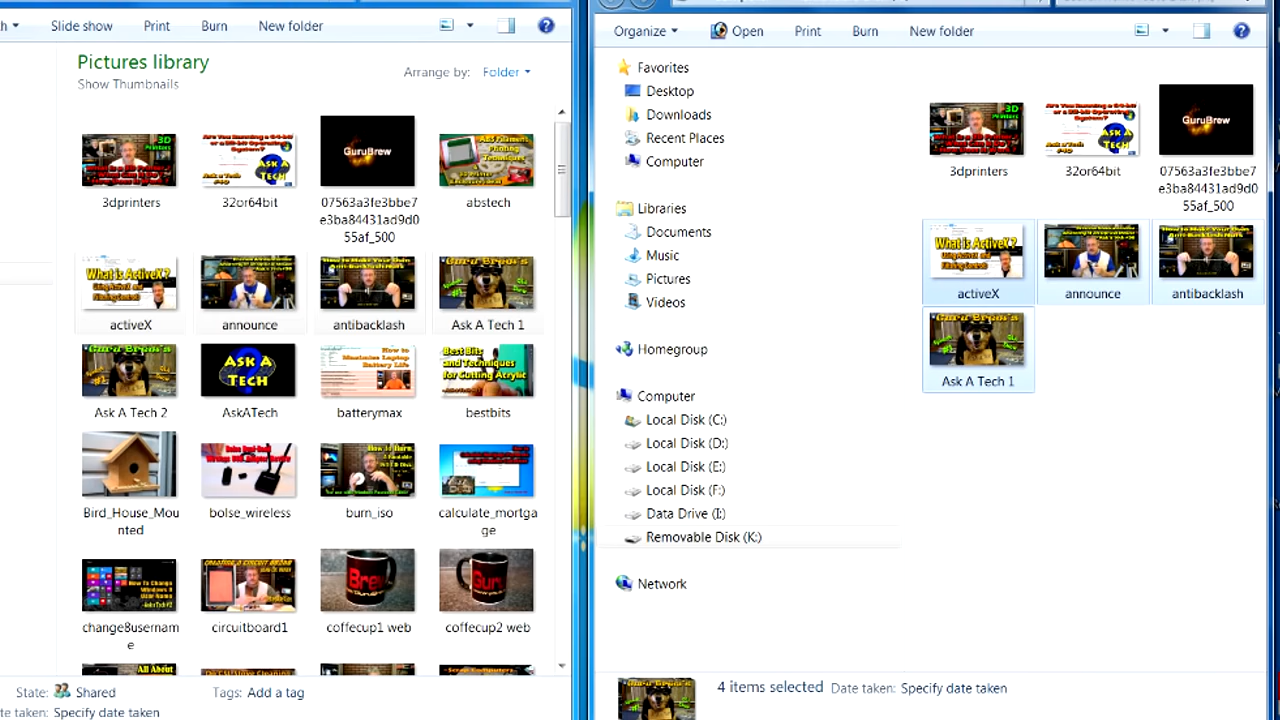 Slide show
Print
Burn
New folder
Pictures library
Show Thumbnails
Arrange by:
Folder
3dprinters
32or64bit
07563a3fe3bbe7
e3ba84431ad9d0
55af_500
abstech
activeX
announce
antibacklash
Ask A Tech 1
Ask A Tech 2
AskATech
batterymax
bestbits
Bird_House_Mou
nted
bolse_wireless
burn_iso
calculate_mortga
ge
change8usernam
e
circuitboard1
coffecup1 web
coffecup2 web
State:
Shared
Tags:
Add a tag
te taken:
Specify date taken
Organize
Open
Print
Burn
New folder
Favorites
Desktop
Downloads
Recent Places
Computer
Libraries
Documents
Music
Pictures
Videos
Homegroup
Computer
Local Disk (C:)
Local Disk (D:)
Local Disk (E:)
Local Disk (F:)
Data Drive (I:)
Removable Disk (K:)
Network
3dprinters
32or64bit
07563a3fe3bbe7
e3ba84431ad9d0
55af_500
activeX
announce
antibacklash
Ask A Tech 1
4 items selected
Date taken:
Specify date taken